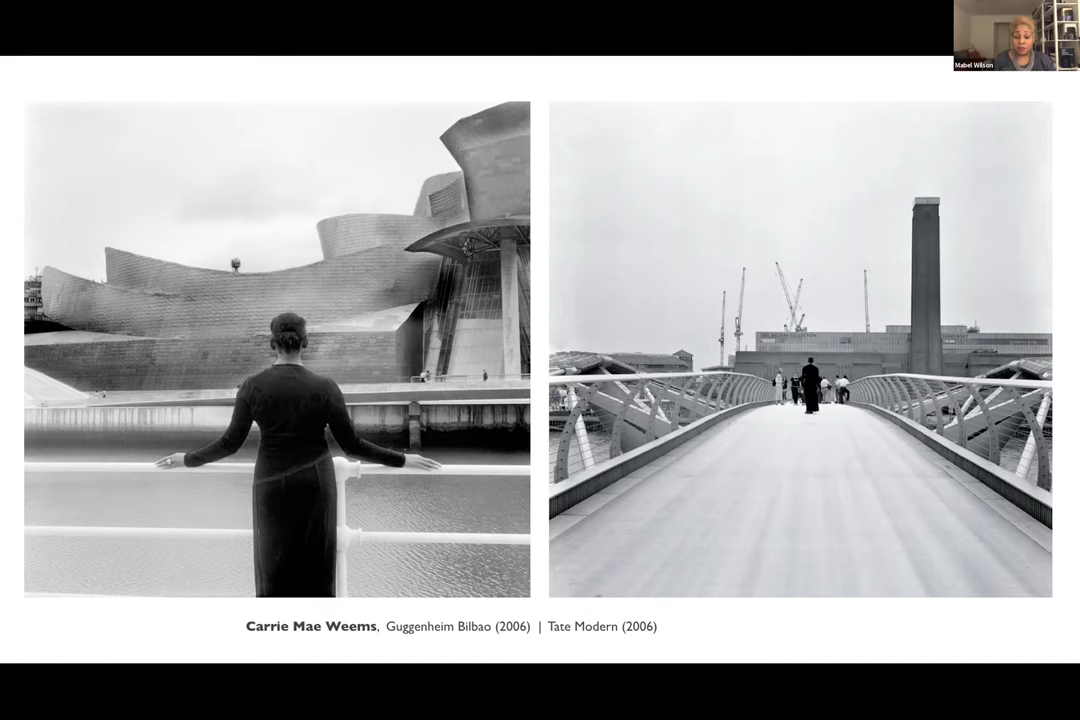 Mabel Wilson
Carrie Mae Weems, Guggenheim Bilbao (2006) | Tate Modern (2006)